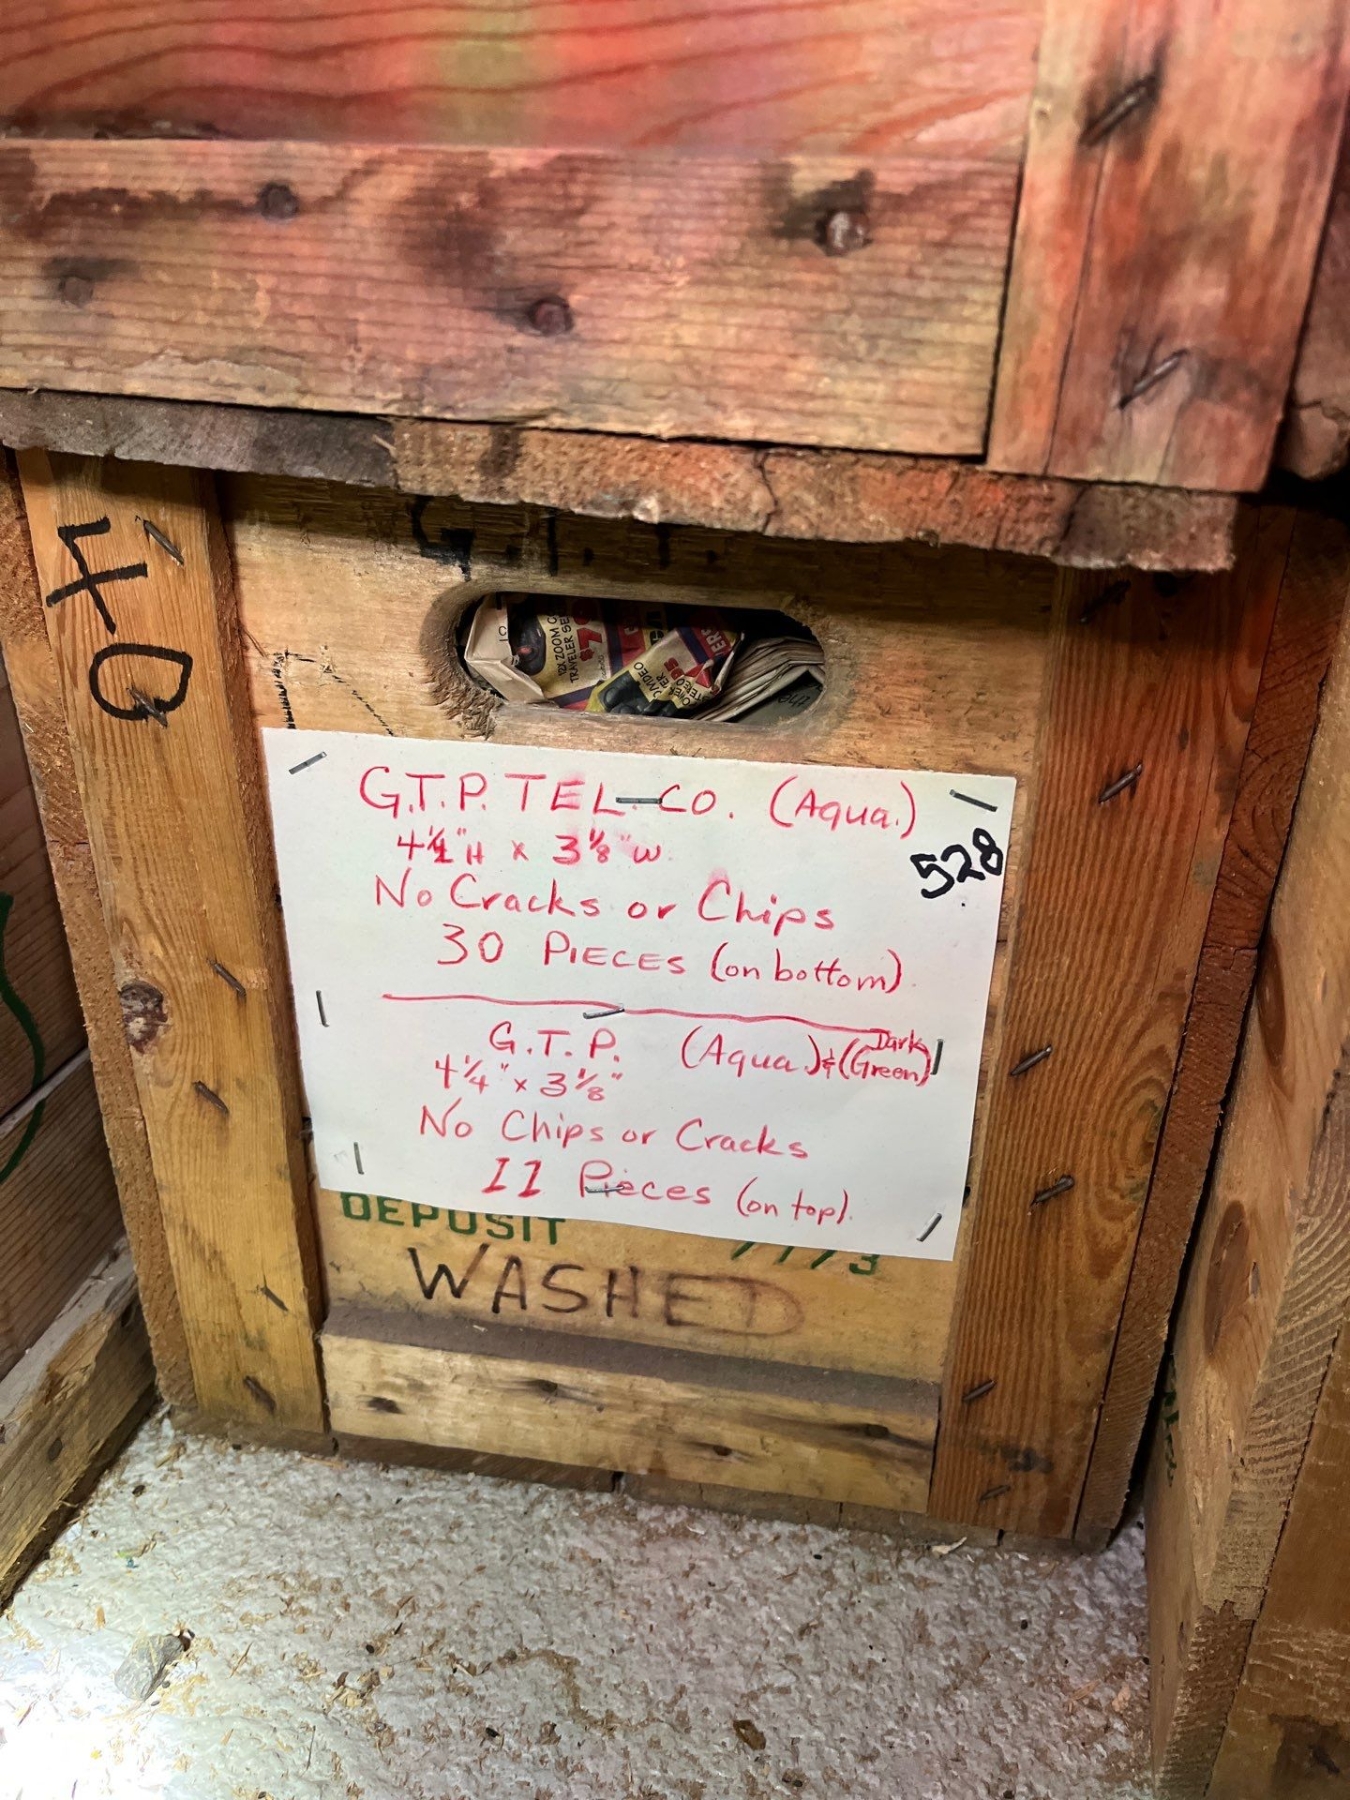 40
G.T.P.
G.T.P. TEL. CO. (Aqua.)
4¼"H x 3⅛"W.
528
No Cracks or Chips
30 PIECES (on bottom).
G.T.P. (Aqua.) & (Dark Green)
4¼" x 3⅛"
No Chips or Cracks
11 Pieces (on top).
DEPOSIT
WASHED